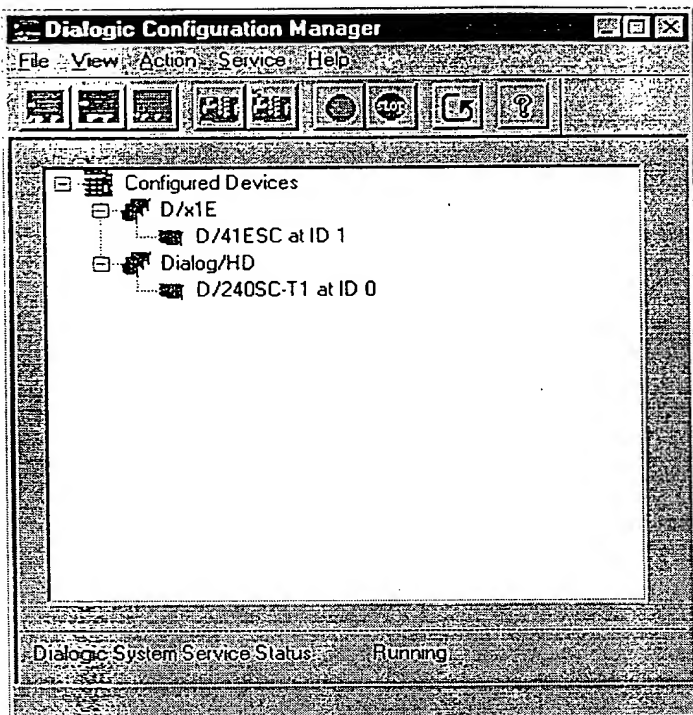 Dialogic Configuration Manager
File View Action Service Help
STOP ?
Configured Devices
D/x1E
D/41ESC at ID 1
Dialog/HD
D/240SC-T1 at ID 0
Dialogic System Service Status: Running